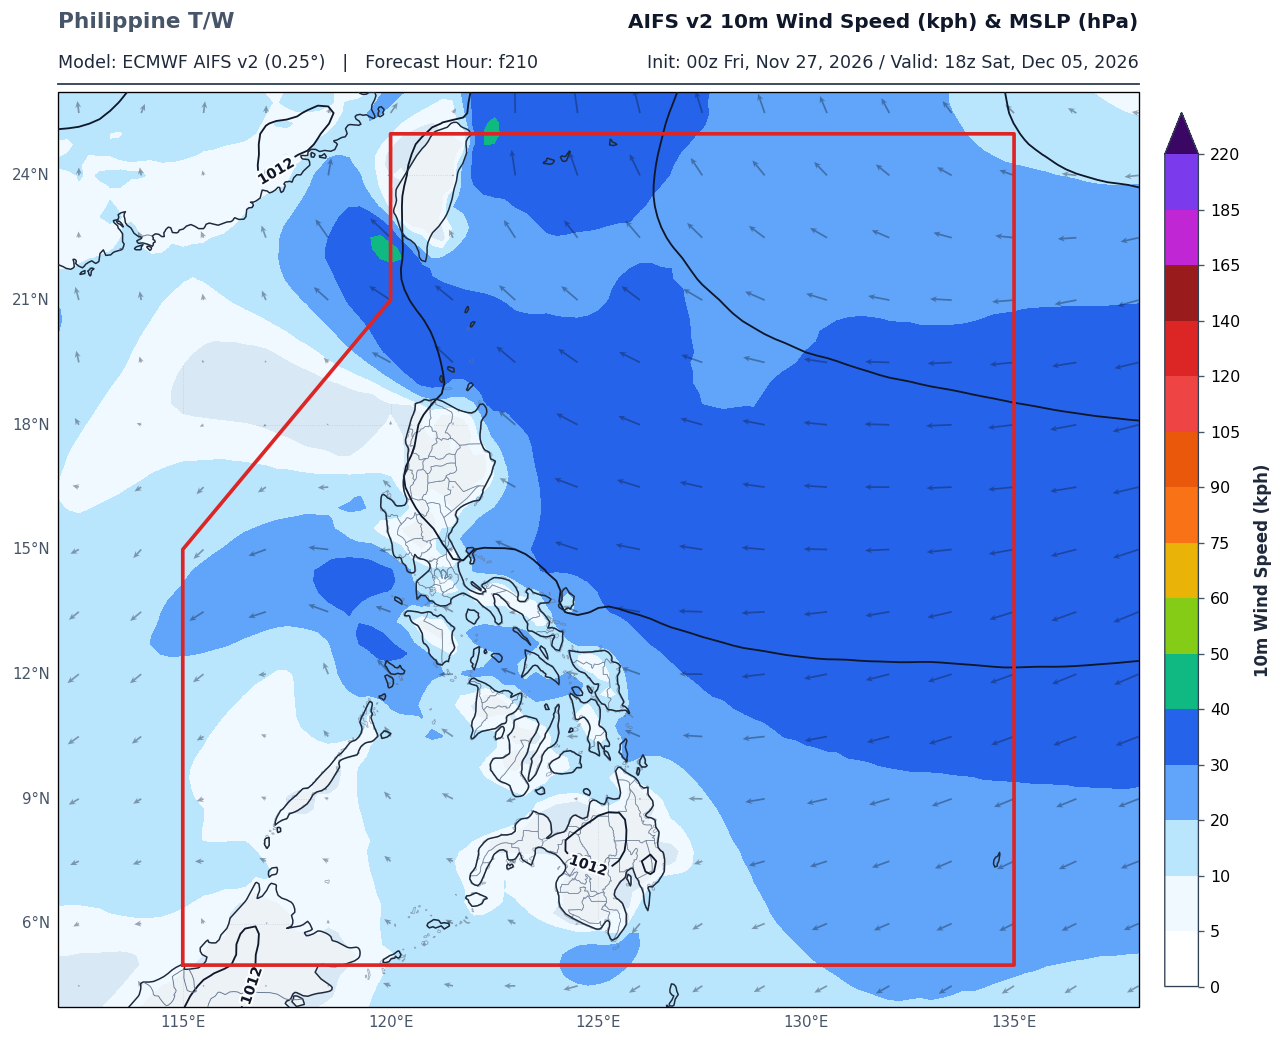 Philippine T/W
AIFS v2 10m Wind Speed (kph) & MSLP (hPa)
Model: ECMWF AIFS v2 (0.25°) | Forecast Hour: f210
Init: 00z Fri, Nov 27, 2026 / Valid: 18z Sat, Dec 05, 2026
24°N
21°N
18°N
15°N
12°N
9°N
6°N
115°E
120°E
125°E
130°E
135°E
1012
1012
1012
220
185
165
140
120
105
90
75
60
50
40
30
20
10
5
0
10m Wind Speed (kph)